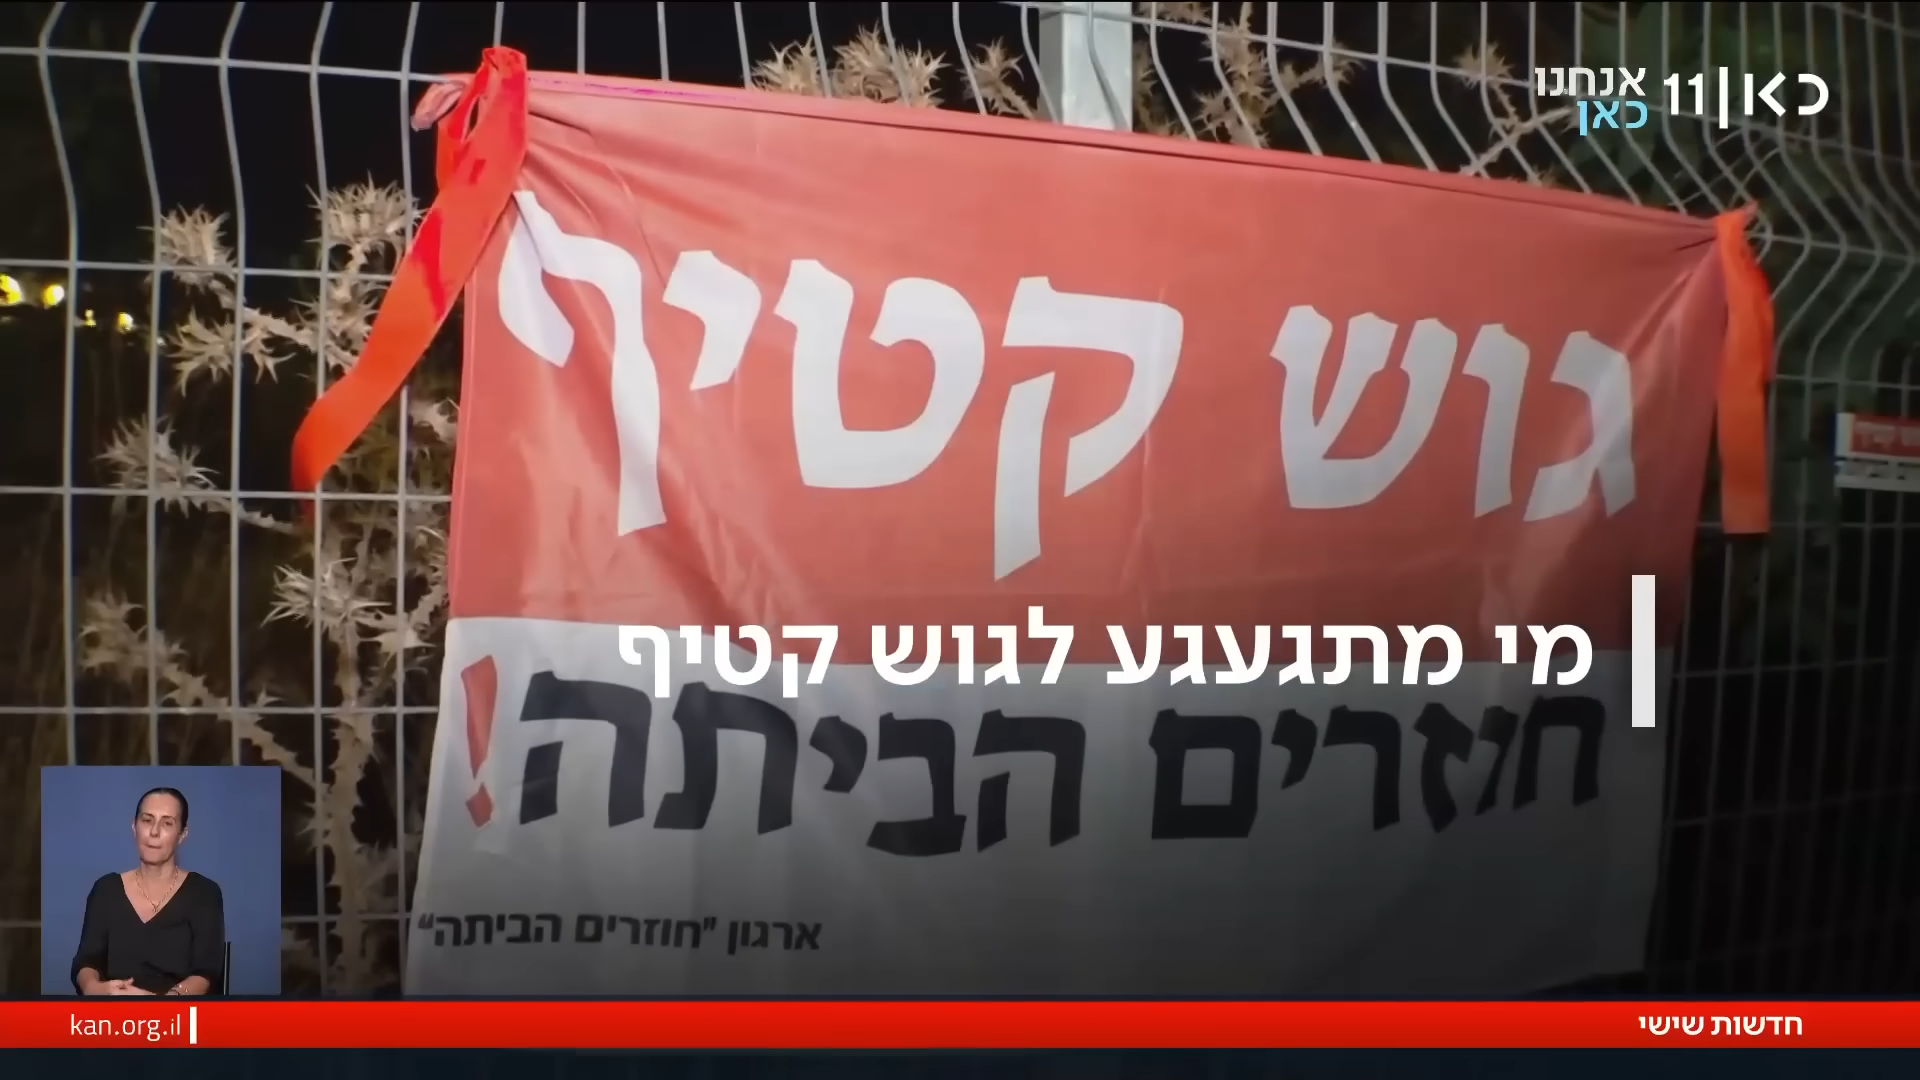 כאן 11
אנחנו
כאן
גוש קטיף
מי מתגעגע לגוש קטיף
חוזרים הביתה!
ארגון "חוזרים הביתה"
חדשות שישי
kan.org.il